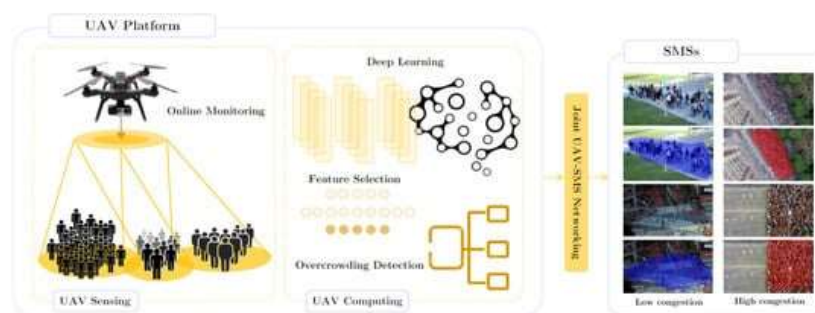 UAV Platform
SMSs
Deep Learning
Online Monitoring
Feature Selection
Joint UAV-SMS Networking
Overcrowding Detection
UAV Sensing
UAV Computing
Low congestion
High congestion